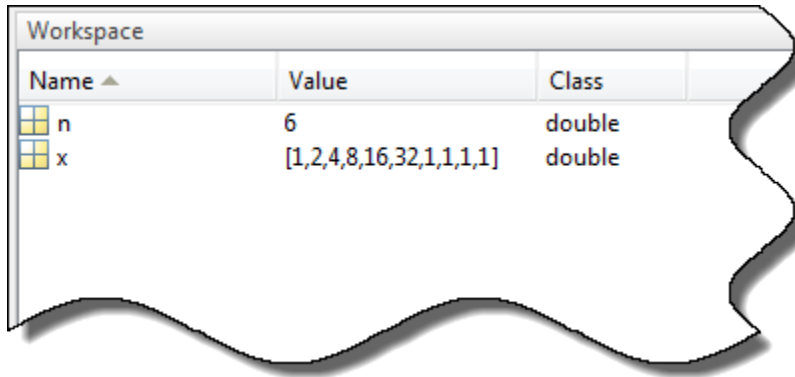 Workspace
Name Value Class
n 6 double
x [1,2,4,8,16,32,1,1,1,1] double